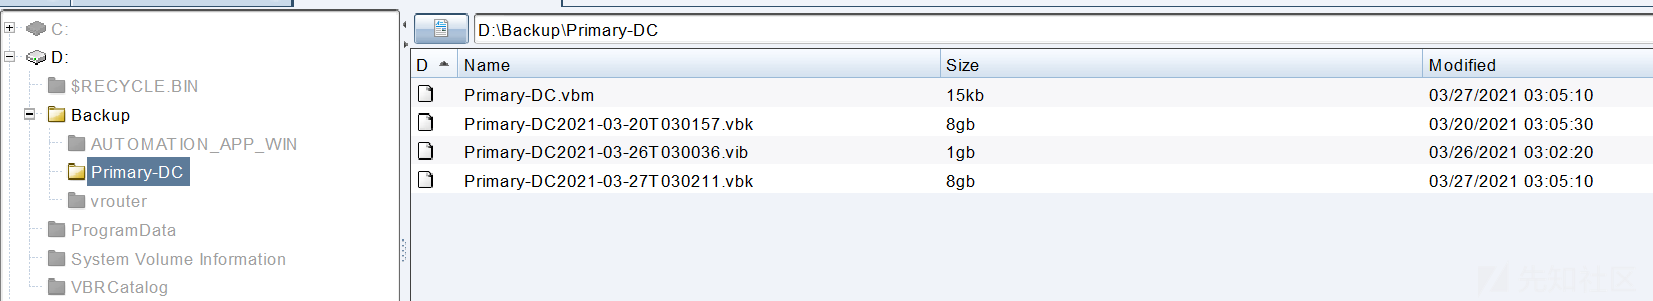 C:
D:
$RECYCLE.BIN
Backup
AUTOMATION_APP_WIN
Primary-DC
vrouter
ProgramData
System Volume Information
VBRCatalog
D:\Backup\Primary-DC
D Name Size Modified
Primary-DC.vbm 15kb 03/27/2021 03:05:10
Primary-DC2021-03-20T030157.vbk 8gb 03/20/2021 03:05:30
Primary-DC2021-03-26T030036.vib 1gb 03/26/2021 03:02:20
Primary-DC2021-03-27T030211.vbk 8gb 03/27/2021 03:05:10
先知社区